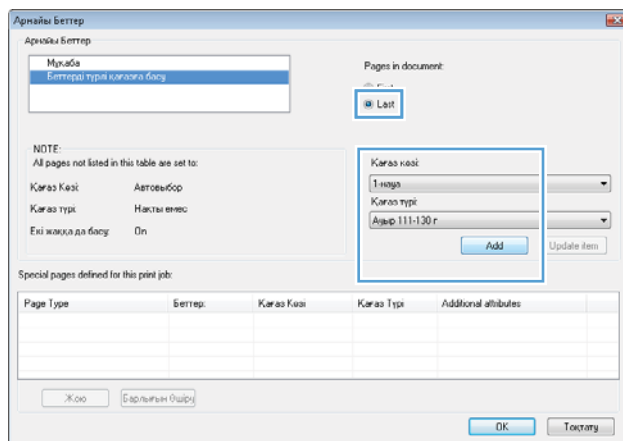 Арнайы Беттер
Арнайы Беттер
Мұқаба
Беттерді түрлі қағазға басу
Pages in document:
Last
NOTE:
All pages not listed in this table are set to:
Қағаз Көзі: Автовыбор
Қағаз түрі: Нақты емес
Екі жаққа да басу: On
Қағаз көзі:
1-науа
Қағаз түрі:
Ауыр 111-130 г
Add Update item
Special pages defined for this print job:
Page Type Беттер: Қағаз Көзі Қағаз Түрі Additional attributes
Жою Барлығын Өшіру
OK Тоқтату